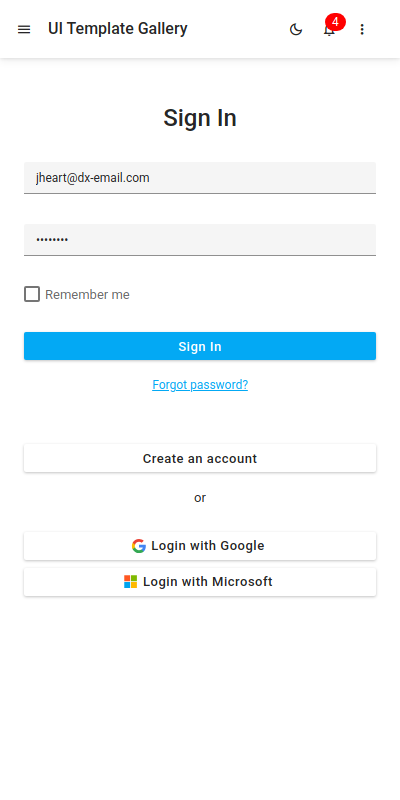 UI Template Gallery
4
Sign In
jheart@dx-email.com
••••••••
Remember me
Sign In
Forgot password?
Create an account
or
Login with Google
Login with Microsoft